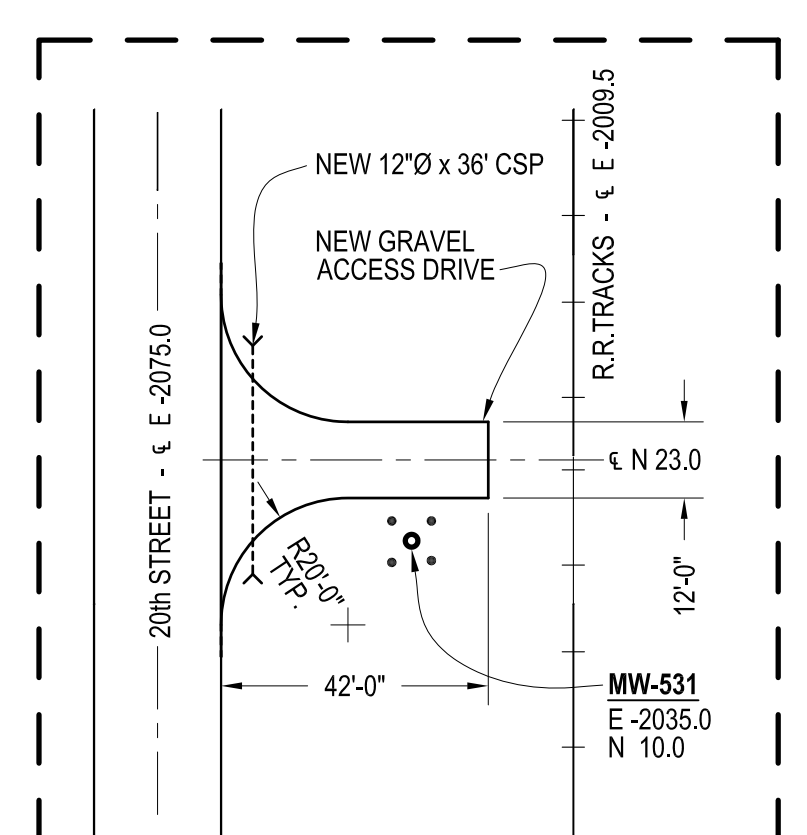 NEW 12"Ø x 36' CSP
NEW GRAVEL
ACCESS DRIVE
R.R.TRACKS - ℄ E -2009.5
20th STREET - ℄ E -2075.0
℄ N 23.0
R20'-0"
TYP.
12'-0"
42'-0"
MW-531
E -2035.0
N 10.0